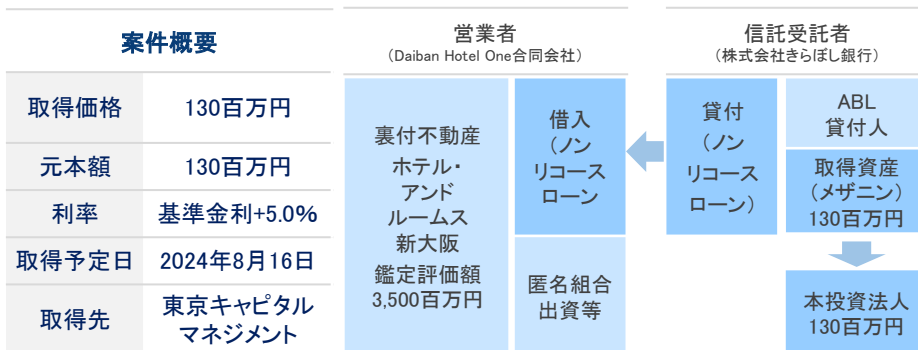 案件概要
取得価格 130百万円
元本額 130百万円
利率 基準金利+5.0%
取得予定日 2024年8月16日
取得先 東京キャピタル
マネジメント
営業者
(Daiban Hotel One合同会社)
裏付不動産
ホテル・
アンド
ルームス
新大阪
鑑定評価額
3,500百万円
借入
(ノン
リコース
ローン
匿名組合
出資等
信託受託者
(株式会社きらぼし銀行)
貸付
(ノン
リコース
ローン)
ABL
貸付人
取得資産
(メザニン)
130百万円
本投資法人
130百万円